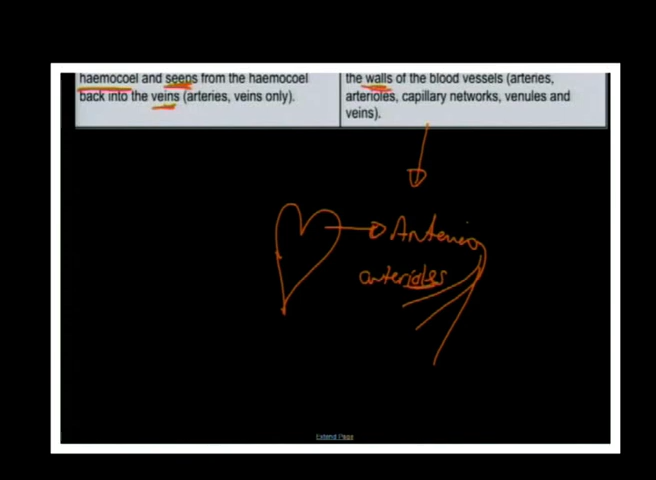 haemocoel and seeps from the haemocoel
back into the veins (arteries, veins only).
the walls of the blood vessels (arteries,
arterioles, capillary networks, venules and
veins).
Arteries
arterioles
Extend Page